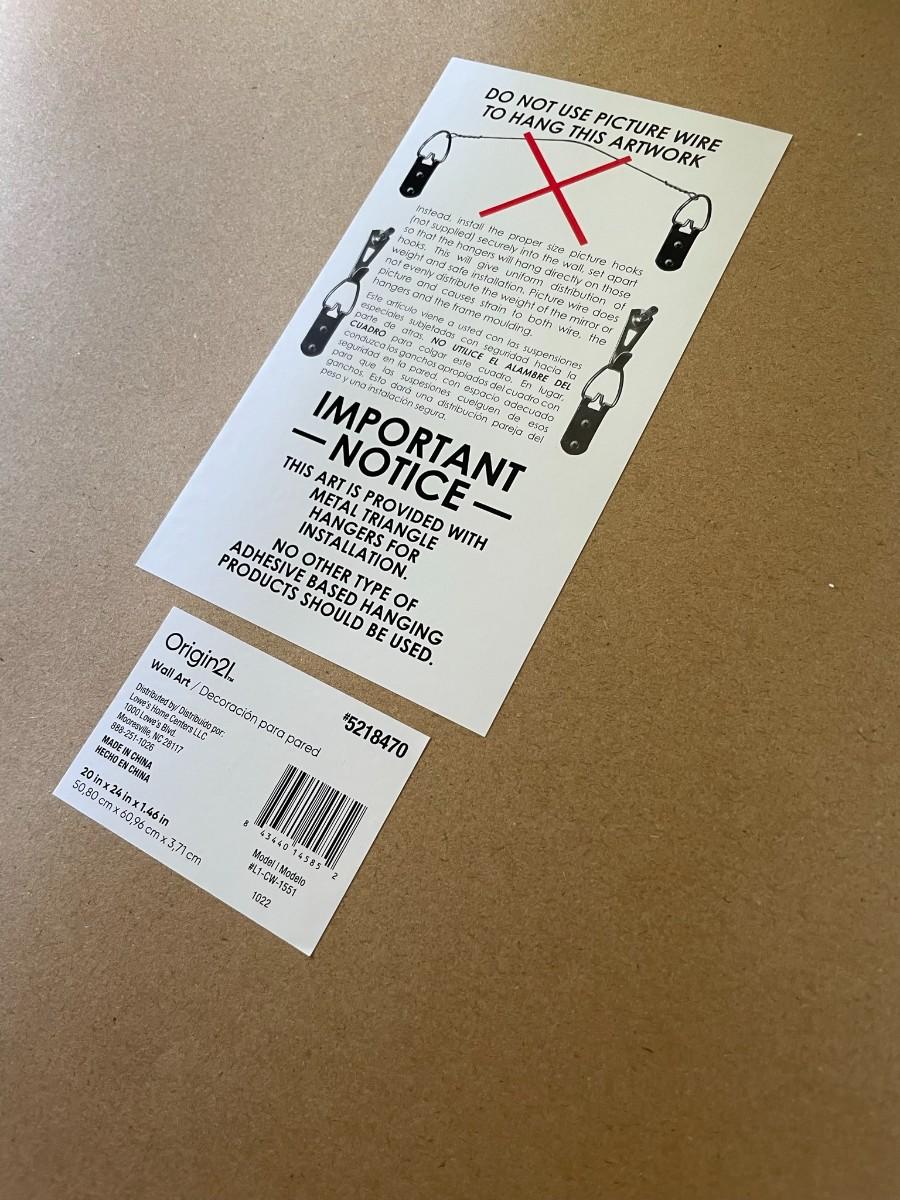 DO NOT USE PICTURE WIRE
TO HANG THIS ARTWORK
Instead, install the proper size picture hooks
(not supplied) securely into the wall, set apart
so that the hangers will hang directly on those
hooks. This will give uniform distribution of
weight and safe installation. Picture wire does
not evenly distribute the weight of the mirror or
picture and causes strain to both wire, the
hangers and the frame moulding.
Este artículo viene a usted con las suspensiones
especiales subjetadas con seguridad hacia la
parte de atras. NO UTILICE EL ALAMBRE DEL
CUADRO para colgar este cuadro. En lugar,
conduzca los ganchos apropiados del cuadro con
seguridad en la pared, con espacio adecuado
para que las suspesiones cuelguen de esos
ganchos. Esto dará una distribución pareja del
peso y una instalación segura.
IMPORTANT
—NOTICE—
THIS ART IS PROVIDED WITH
METAL TRIANGLE
HANGERS FOR
INSTALLATION.
NO OTHER TYPE OF
ADHESIVE BASED HANGING
PRODUCTS SHOULD BE USED.
Origin21™
#5218470
Wall Art / Decoración para pared
Distributed by/ Distribuido por:
Lowe's Home Centers LLC
1000 Lowe's Blvd.
Mooresville, NC 28117
888-251-1026
MADE IN CHINA
HECHO EN CHINA
20 in x 24 in x 1.46 in
50,80 cm x 60,96 cm x 3,71 cm
8 43440 14585 2
Model | Modelo
#L1-CW-1551
1022